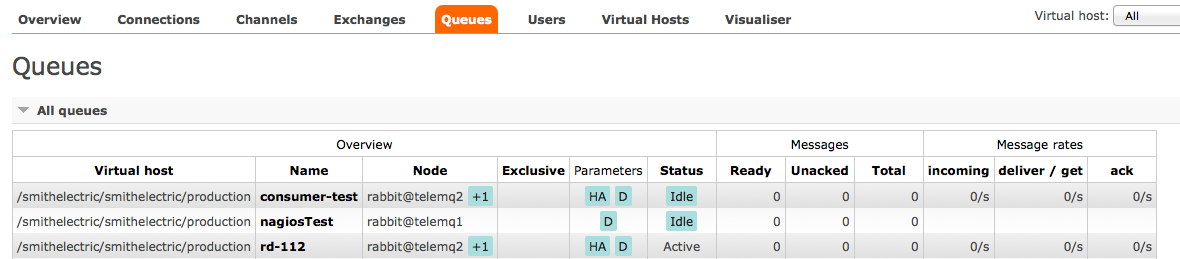 Overview Connections Channels Exchanges Queues Users Virtual Hosts Visualiser Virtual host: All
Queues
All queues
Overview Messages Message rates
Virtual host Name Node Exclusive Parameters Status Ready Unacked Total incoming deliver / get ack
/smithelectric/smithelectric/production consumer-test rabbit@telemq2 +1 HA D Idle 0 0 0 0/s 0/s 0/s
/smithelectric/smithelectric/production nagiosTest rabbit@telemq1 D Idle 0 0 0
/smithelectric/smithelectric/production rd-112 rabbit@telemq2 +1 HA D Active 0 0 0 0/s 0/s 0/s